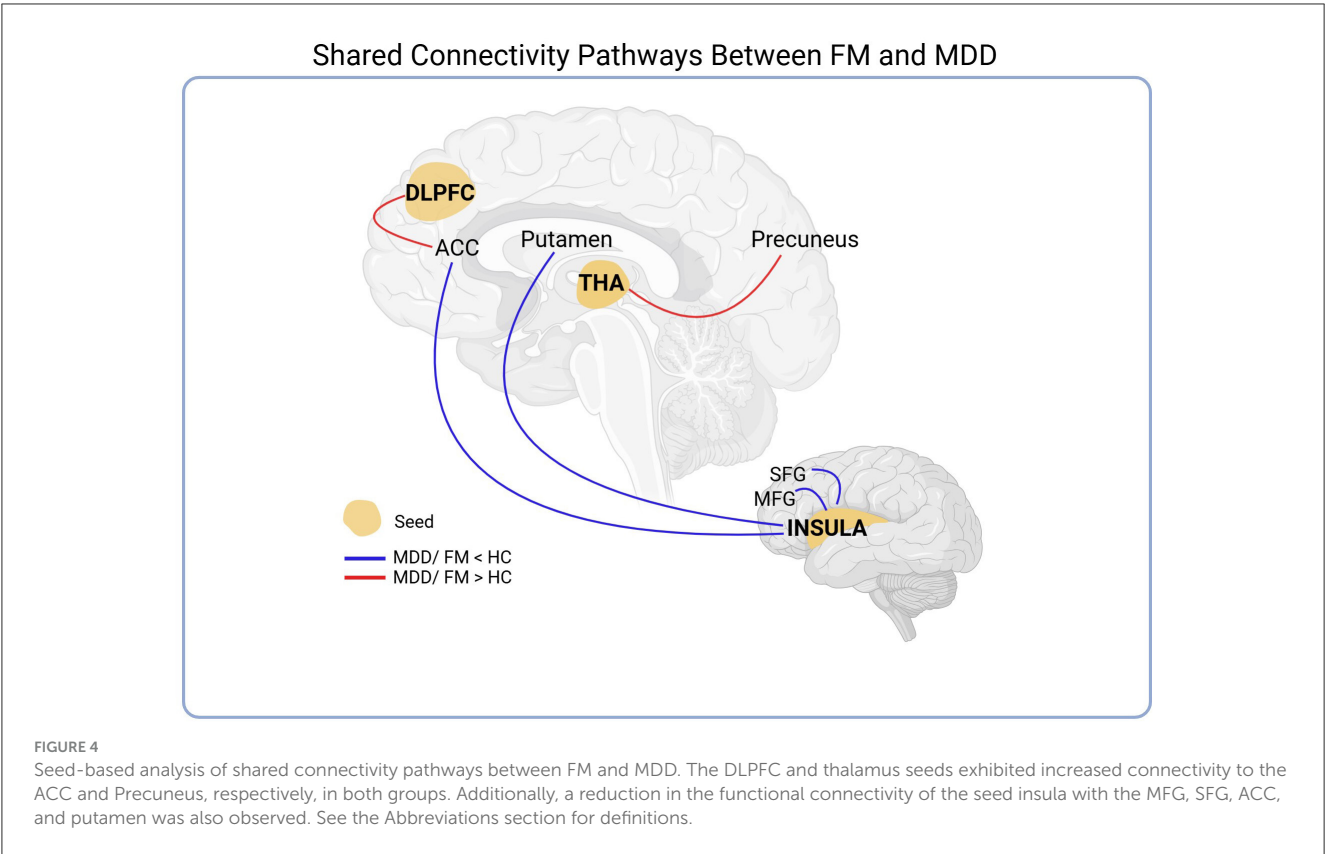 Shared Connectivity Pathways Between FM and MDD
DLPFC
ACC
Putamen
Precuneus
THA
SFG
MFG
INSULA
Seed
MDD/ FM < HC
MDD/ FM > HC
FIGURE 4
Seed-based analysis of shared connectivity pathways between FM and MDD. The DLPFC and thalamus seeds exhibited increased connectivity to the
ACC and Precuneus, respectively, in both groups. Additionally, a reduction in the functional connectivity of the seed insula with the MFG, SFG, ACC,
and putamen was also observed. See the Abbreviations section for definitions.